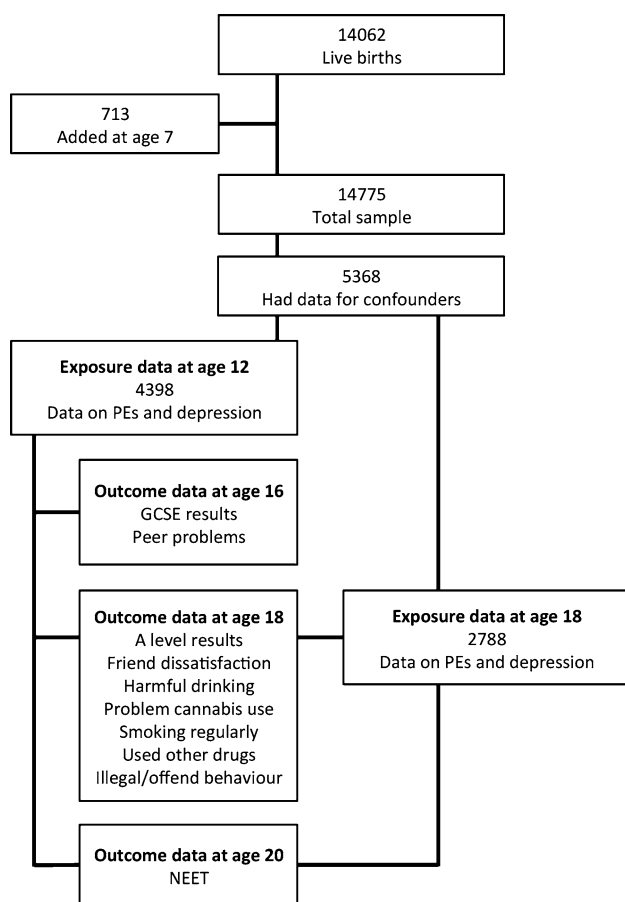 14062
Live births
713
Added at age 7
14775
Total sample
5368
Had data for confounders
Exposure data at age 12
4398
Data on PEs and depression
Outcome data at age 16
GCSE results
Peer problems
Outcome data at age 18
A level results
Friend dissatisfaction
Harmful drinking
Problem cannabis use
Smoking regularly
Used other drugs
Illegal/offend behaviour
Exposure data at age 18
2788
Data on PEs and depression
Outcome data at age 20
NEET